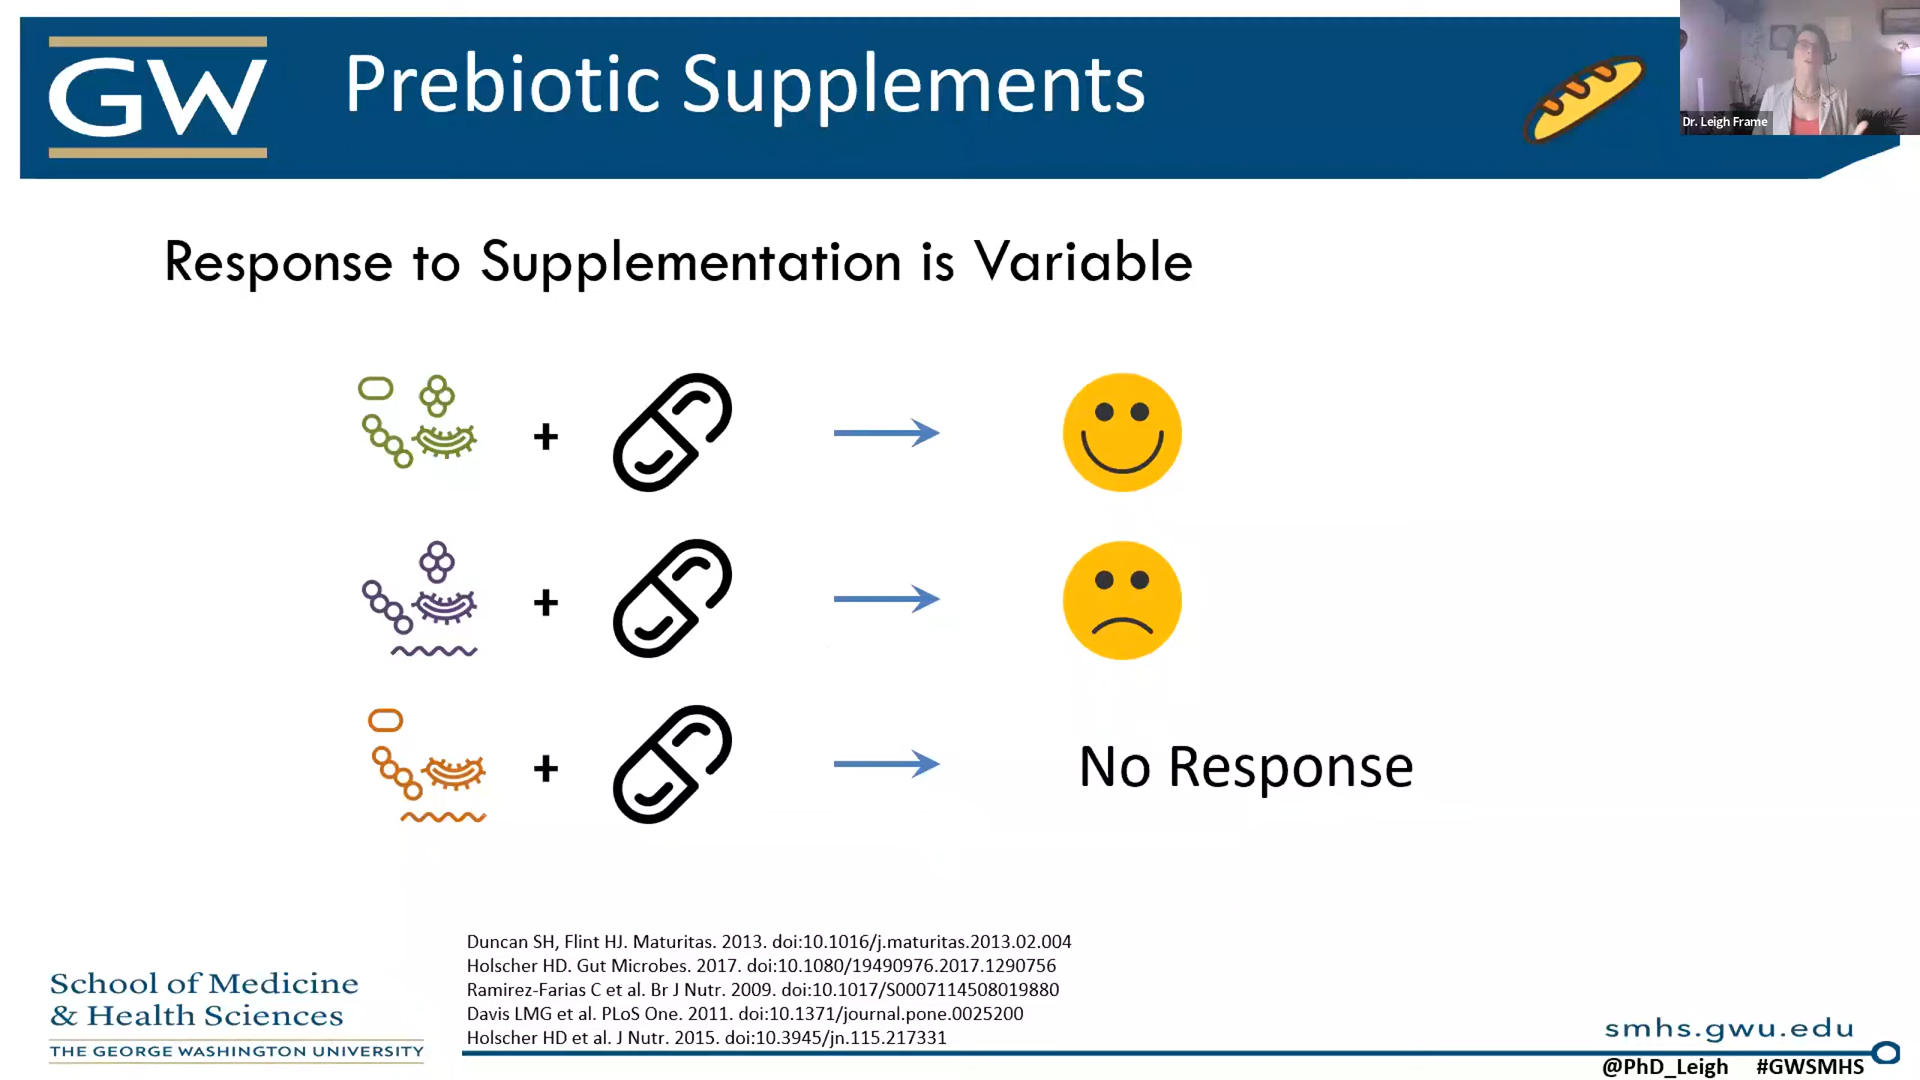 GW
Prebiotic Supplements
Dr. Leigh Frame
Response to Supplementation is Variable
+
+
+
No Response
Duncan SH, Flint HJ. Maturitas. 2013. doi:10.1016/j.maturitas.2013.02.004
Holscher HD. Gut Microbes. 2017. doi:10.1080/19490976.2017.1290756
Ramirez-Farias C et al. Br J Nutr. 2009. doi:10.1017/S0007114508019880
Davis LMG et al. PLoS One. 2011. doi:10.1371/journal.pone.0025200
Holscher HD et al. J Nutr. 2015. doi:10.3945/jn.115.217331
School of Medicine
& Health Sciences
THE GEORGE WASHINGTON UNIVERSITY
smhs.gwu.edu
@PhD_Leigh #GWSMHS